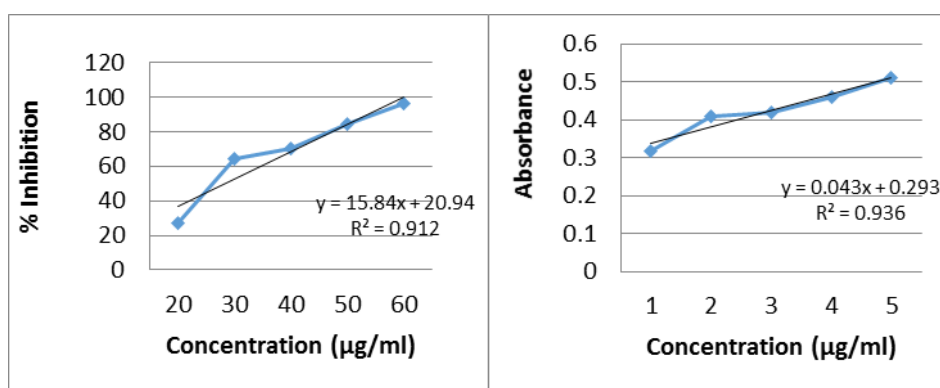 % Inhibition
120
100
80
60
40
20
0
y = 15.84x + 20.94
R² = 0.912
20 30 40 50 60
Concentration (µg/ml)
Absorbance
0.6
0.5
0.4
0.3
0.2
0.1
0
y = 0.043x + 0.293
R² = 0.936
1 2 3 4 5
Concentration (µg/ml)